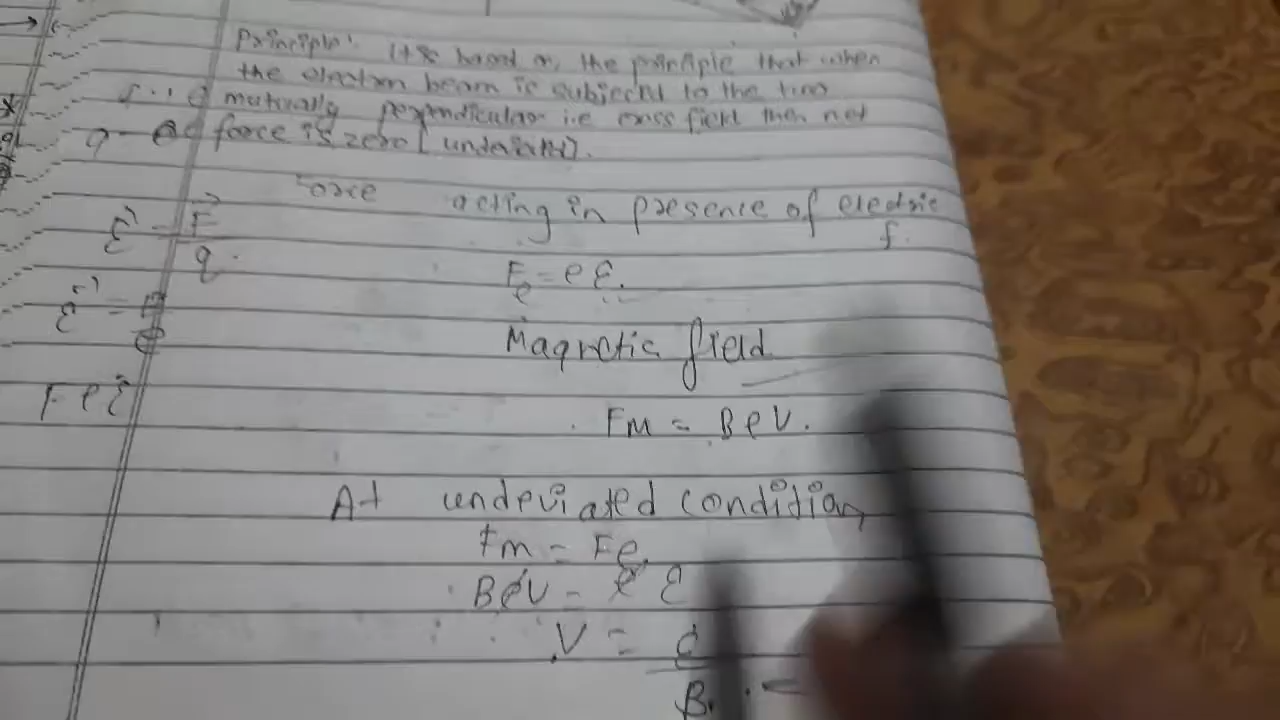 Principle: It is based on the principle that when
the electron beam is subjected to the two
mutually perpendicular i.e cross field then net
force is zero [undeviated].
Force acting in presence of electric
f.
Fe = e ε.
Magnetic field
Fm = BeV.
At undeviated condition
Fm = Fe.
BeV = e ε
V = ε
B.
ε⃗ = F⃗
q.
ε⃗ = F
e
F e ε⃗